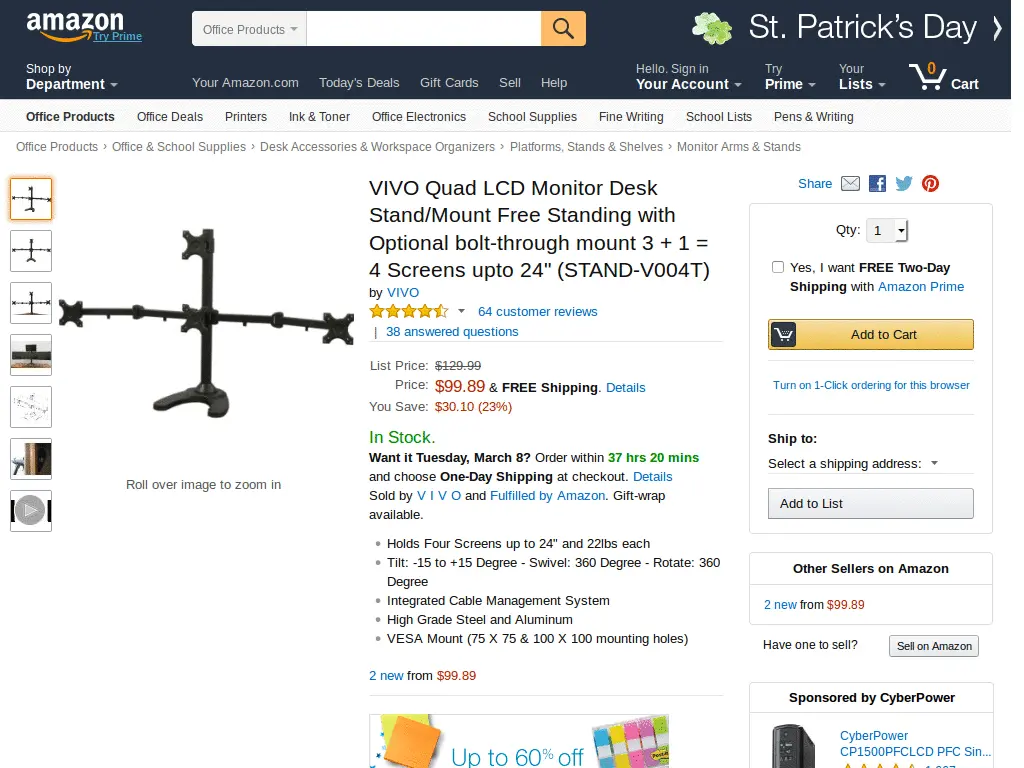 amazon
Try Prime
Office Products
St. Patrick's Day
Shop by
Department
Your Amazon.com
Today's Deals
Gift Cards
Sell
Help
Hello. Sign in
Your Account
Try
Prime
Your
Lists
0
Cart
Office Products
Office Deals
Printers
Ink & Toner
Office Electronics
School Supplies
Fine Writing
School Lists
Pens & Writing
Office Products › Office & School Supplies › Desk Accessories & Workspace Organizers › Platforms, Stands & Shelves › Monitor Arms & Stands
Roll over image to zoom in
VIVO Quad LCD Monitor Desk
Stand/Mount Free Standing with
Optional bolt-through mount 3 + 1 =
4 Screens upto 24" (STAND-V004T)
by VIVO
64 customer reviews
| 38 answered questions
List Price: $129.99
Price: $99.89 & FREE Shipping. Details
You Save: $30.10 (23%)
In Stock.
Want it Tuesday, March 8? Order within 37 hrs 20 mins
and choose One-Day Shipping at checkout. Details
Sold by V I V O and Fulfilled by Amazon. Gift-wrap
available.
Holds Four Screens up to 24" and 22lbs each
Tilt: -15 to +15 Degree - Swivel: 360 Degree - Rotate: 360
Degree
Integrated Cable Management System
High Grade Steel and Aluminum
VESA Mount (75 X 75 & 100 X 100 mounting holes)
2 new from $99.89
Up to 60% off
Share
Qty: 1
Yes, I want FREE Two-Day
Shipping with Amazon Prime
Add to Cart
Turn on 1-Click ordering for this browser
Ship to:
Select a shipping address:
Add to List
Other Sellers on Amazon
2 new from $99.89
Have one to sell?
Sell on Amazon
Sponsored by CyberPower
CyberPower
CP1500PFCLCD PFC Sin...